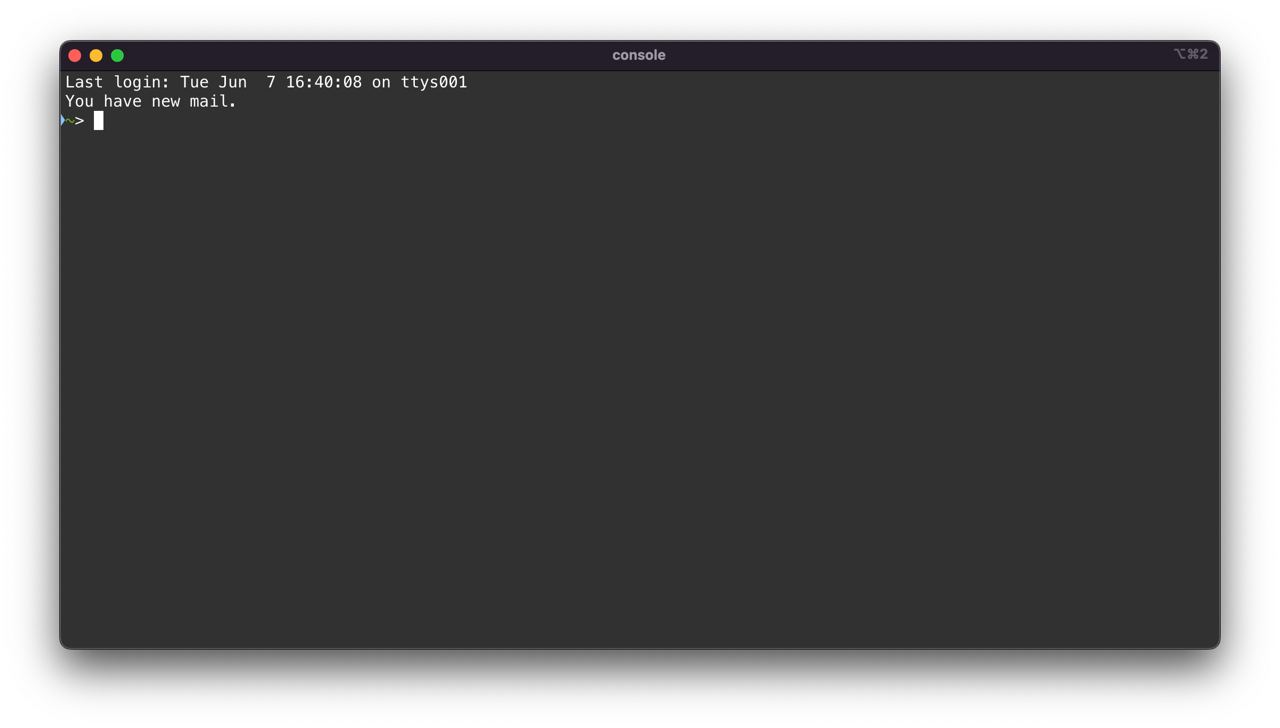 console
⌥⌘2
Last login: Tue Jun  7 16:40:08 on ttys001
You have new mail.
~>